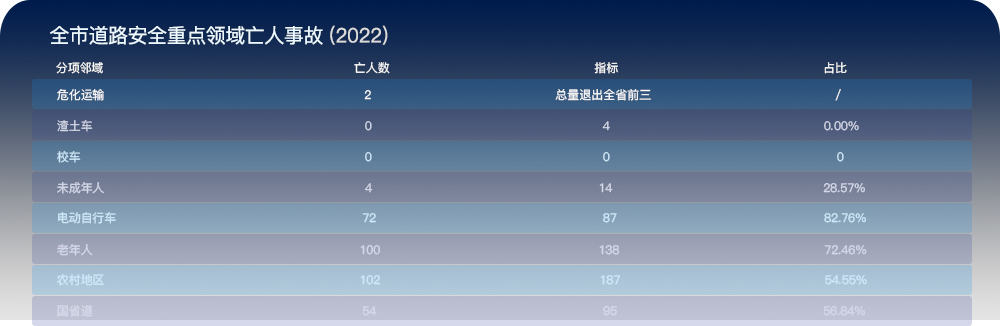 全市道路安全重点领域亡人事故 (2022)
分项邻域 亡人数 指标 占比
危化运输 2 总量退出全省前三 /
渣土车 0 4 0.00%
校车 0 0 0
未成年人 4 14 28.57%
电动自行车 72 87 82.76%
老年人 100 138 72.46%
农村地区 102 187 54.55%
国省道 54 95 56.84%